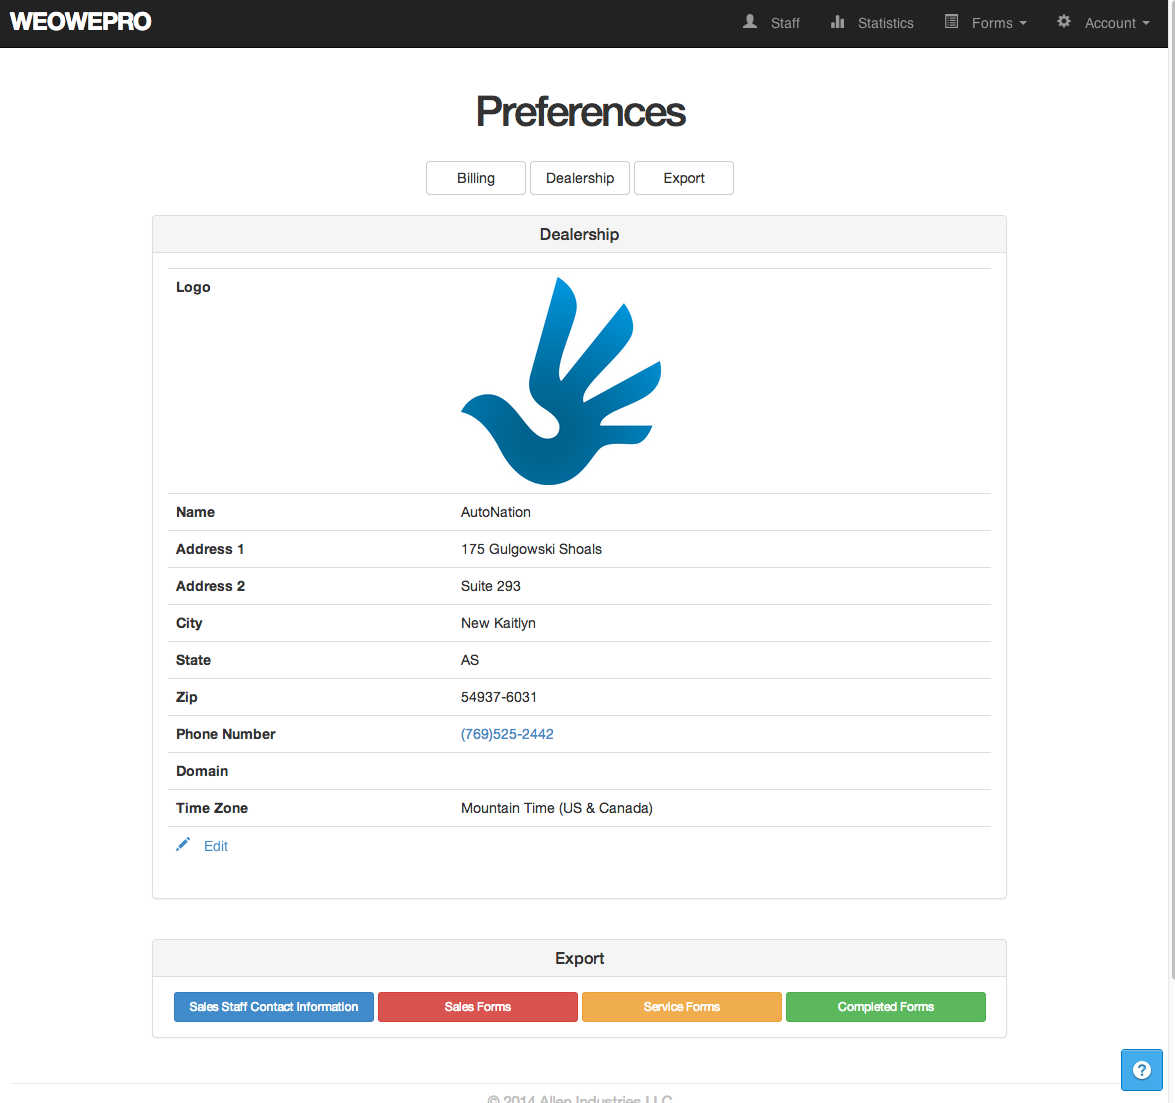 WEOWEPRO Staff Statistics Forms Account
Preferences
Billing Dealership Export
Dealership
Logo
Name AutoNation
Address 1 175 Gulgowski Shoals
Address 2 Suite 293
City New Kaitlyn
State AS
Zip 54937-6031
Phone Number (769)525-2442
Domain
Time Zone Mountain Time (US & Canada)
Edit
Export
Sales Staff Contact Information Sales Forms Service Forms Completed Forms
?
© 2014 Allen Industries LLC